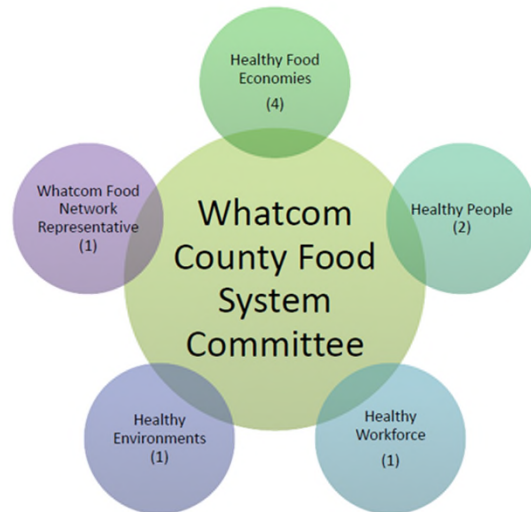 Healthy Food
Economies
(4)
Whatcom Food
Network
Representative
(1)
Whatcom
County Food
System
Committee
Healthy People
(2)
Healthy
Environments
(1)
Healthy
Workforce
(1)